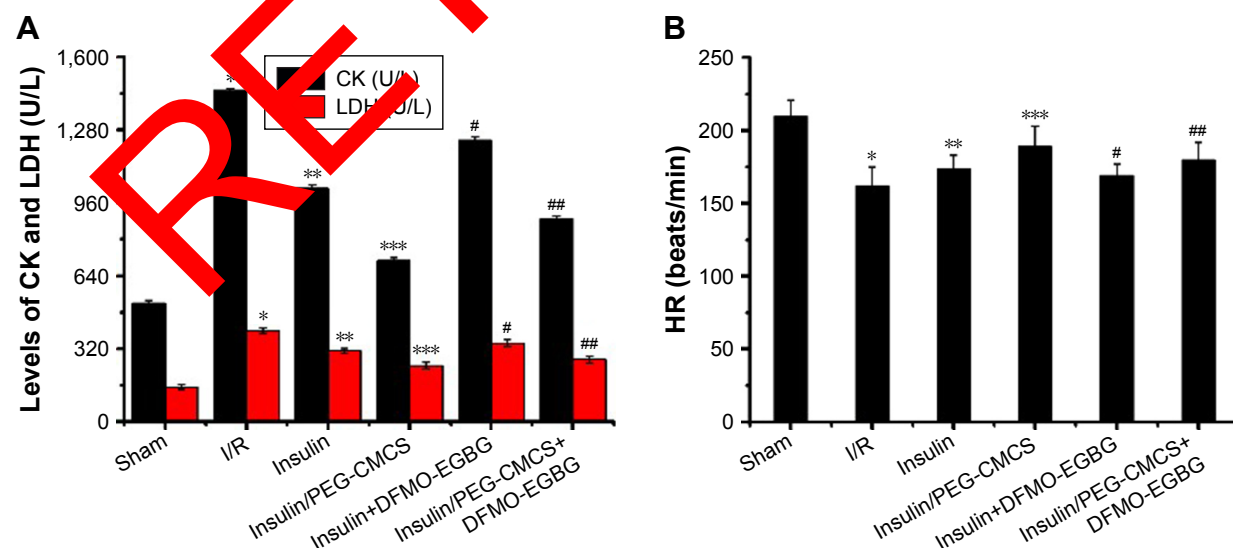 A
Levels of CK and LDH (U/L)
1,600
1,280
960
640
320
0
CK (U/L)
LDH (U/L)
*
*
**
**
***
***
#
#
##
##
Sham
I/R
Insulin
Insulin/PEG-CMCS
Insulin+DFMO-EGBG
Insulin/PEG-CMCS+
DFMO-EGBG
B
HR (beats/min)
250
200
150
100
50
0
*
**
***
#
##
Sham
I/R
Insulin
Insulin/PEG-CMCS
Insulin+DFMO-EGBG
Insulin/PEG-CMCS+
DFMO-EGBG
RE